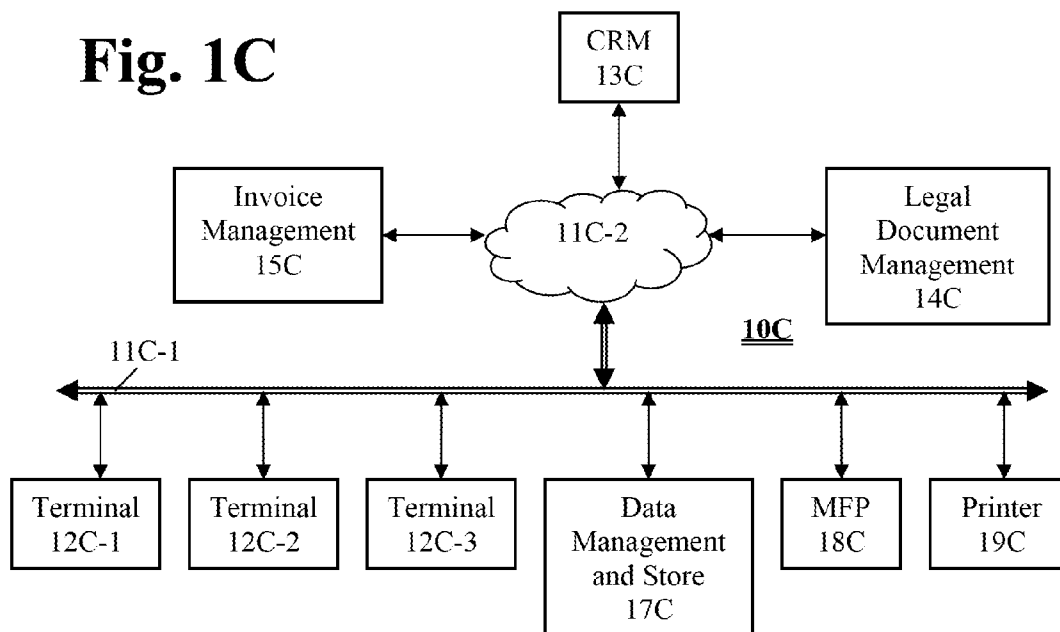 Fig. 1C
CRM
13C
Invoice
Management
15C
11C-2
Legal
Document
Management
14C
10C
11C-1
Terminal
12C-1
Terminal
12C-2
Terminal
12C-3
Data
Management
and Store
17C
MFP
18C
Printer
19C